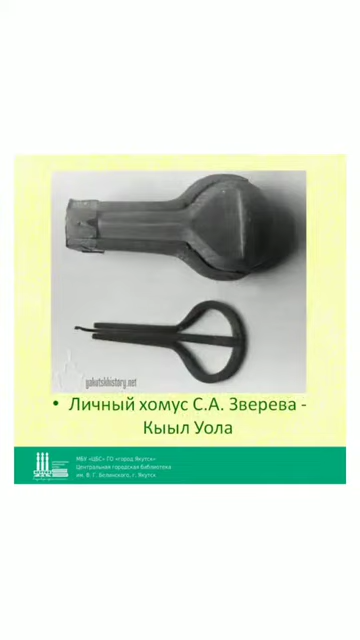 yakutskhistory.net
• Личный хомус С.А. Зверева -
Кыыл Уола
МБУ «ЦБС» ГО «город Якутск»
Центральная городская библиотека
им. В. Г. Белинского, г. Якутск